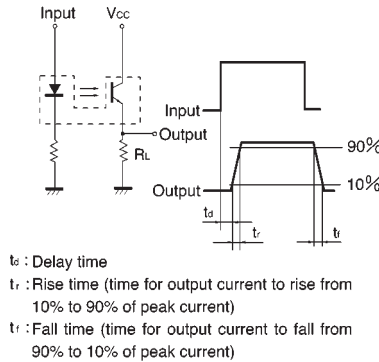 Input Vcc
Input
Output
RL
90%
Output
10%
td
tr
tf
td : Delay time
tr : Rise time (time for output current to rise from
10% to 90% of peak current)
tf : Fall time (time for output current to fall from
90% to 10% of peak current)